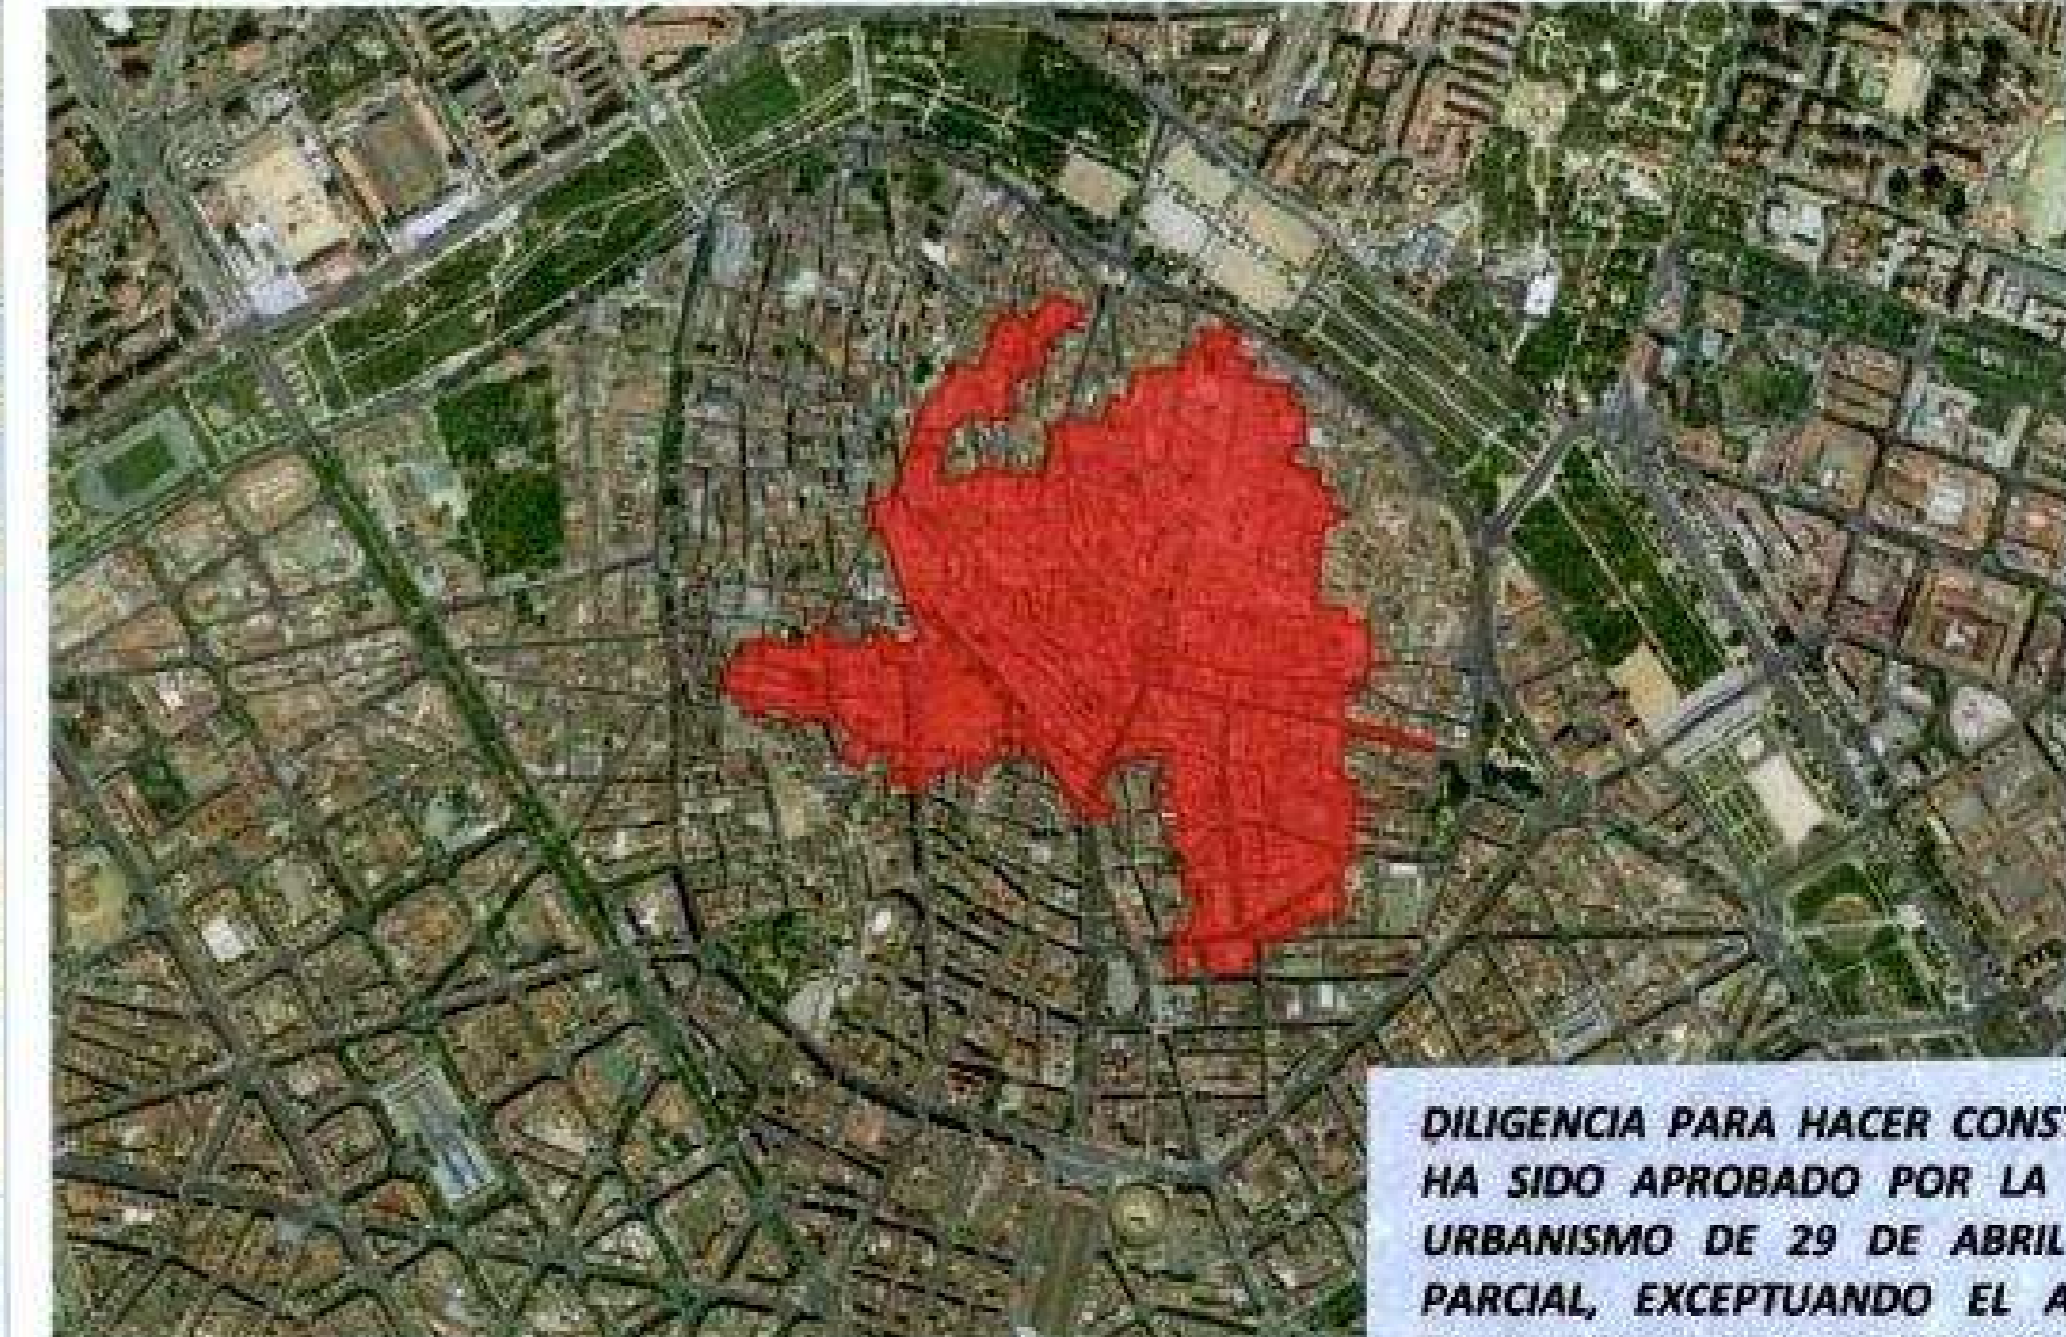 DILIGENCIA PARA HACER CONS
HA SIDO APROBADO POR LA
URBANISMO DE 29 DE ABRIL
PARCIAL, EXCEPTUANDO EL A